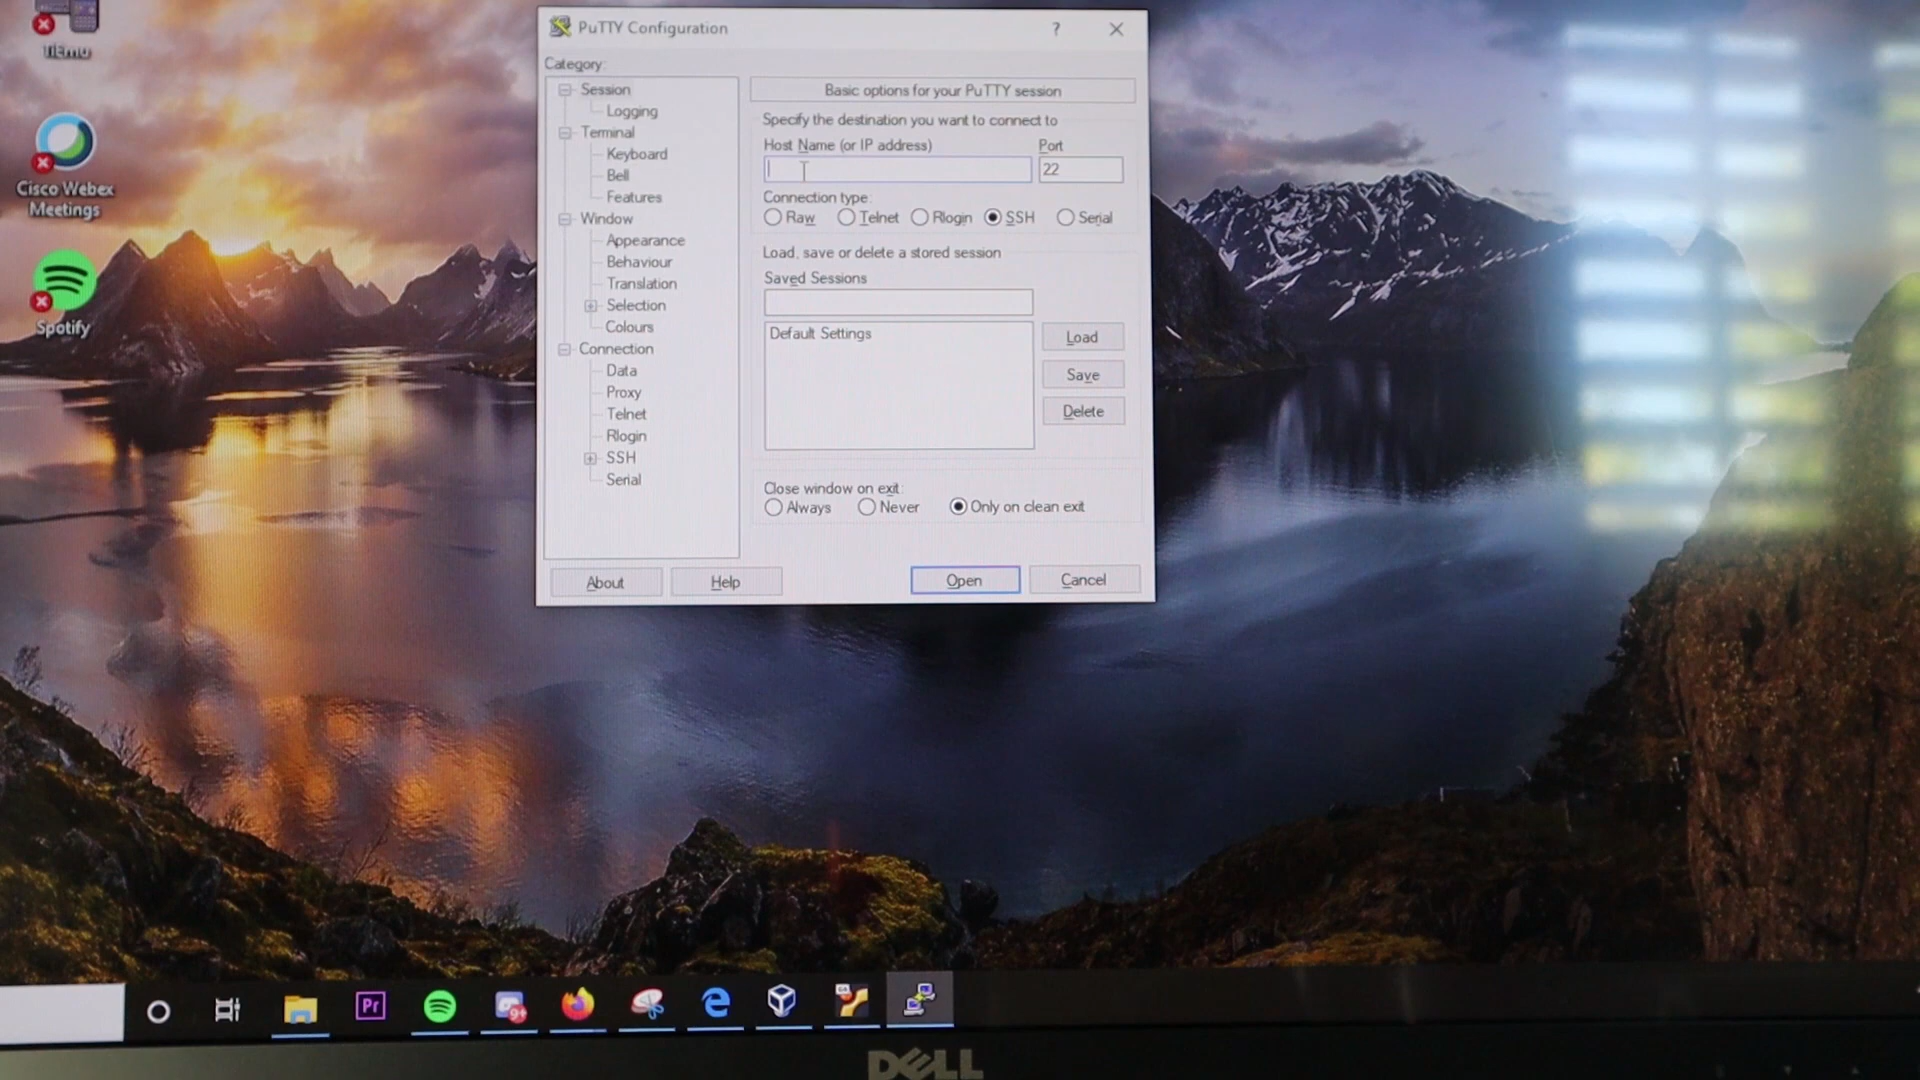 TiEmu
Cisco Webex
Meetings
Spotify
PuTTY Configuration
?
Category:
Session
Logging
Terminal
Keyboard
Bell
Features
Window
Appearance
Behaviour
Translation
Selection
Colours
Connection
Data
Proxy
Telnet
Rlogin
SSH
Serial
Basic options for your PuTTY session
Specify the destination you want to connect to
Host Name (or IP address) Port
22
Connection type:
Raw Telnet Rlogin SSH Serial
Load, save or delete a stored session
Saved Sessions
Default Settings
Load
Save
Delete
Close window on exit:
Always Never Only on clean exit
About Help Open Cancel
Pr
9+
DELL